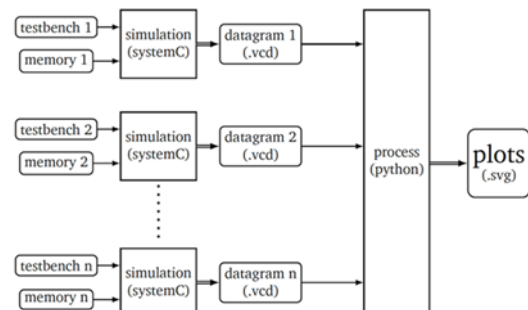 testbench 1
memory 1
simulation
(systemC)
datagram 1
(.vcd)
testbench 2
memory 2
simulation
(systemC)
datagram 2
(.vcd)
process
(python)
plots
(.svg)
testbench n
memory n
simulation
(systemC)
datagram n
(.vcd)